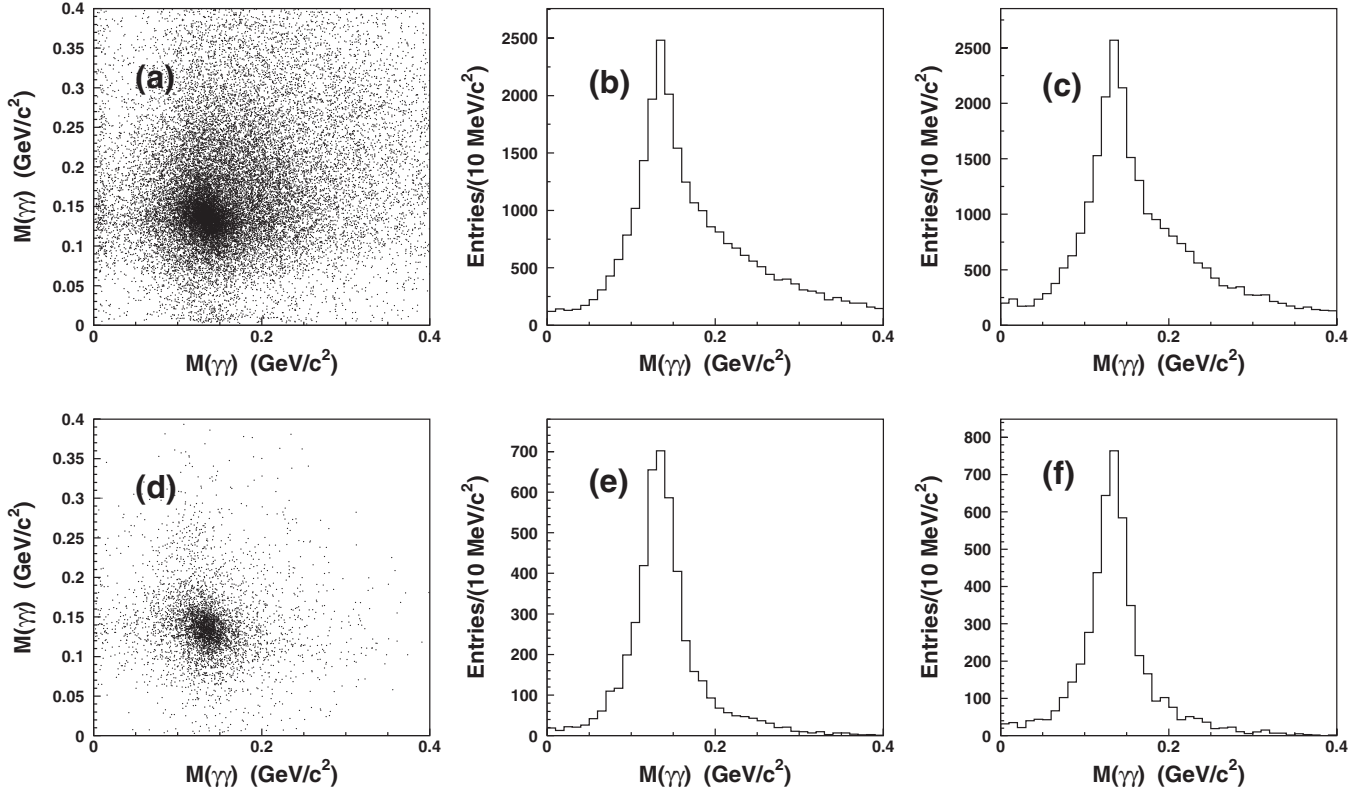 M(γγ) (GeV/c²)
0.4
0.35
0.3
0.25
0.2
0.15
0.1
0.05
0
(a)
0 0.2 0.4
M(γγ) (GeV/c²)
Entries/(10 MeV/c²)
2500
2000
1500
1000
500
0
(b)
0 0.2 0.4
M(γγ) (GeV/c²)
Entries/(10 MeV/c²)
2500
2000
1500
1000
500
0
(c)
0 0.2 0.4
M(γγ) (GeV/c²)
M(γγ) (GeV/c²)
0.4
0.35
0.3
0.25
0.2
0.15
0.1
0.05
0
(d)
0 0.2 0.4
M(γγ) (GeV/c²)
Entries/(10 MeV/c²)
700
600
500
400
300
200
100
0
(e)
0 0.2 0.4
M(γγ) (GeV/c²)
Entries/(10 MeV/c²)
800
700
600
500
400
300
200
100
0
(f)
0 0.2 0.4
M(γγ) (GeV/c²)